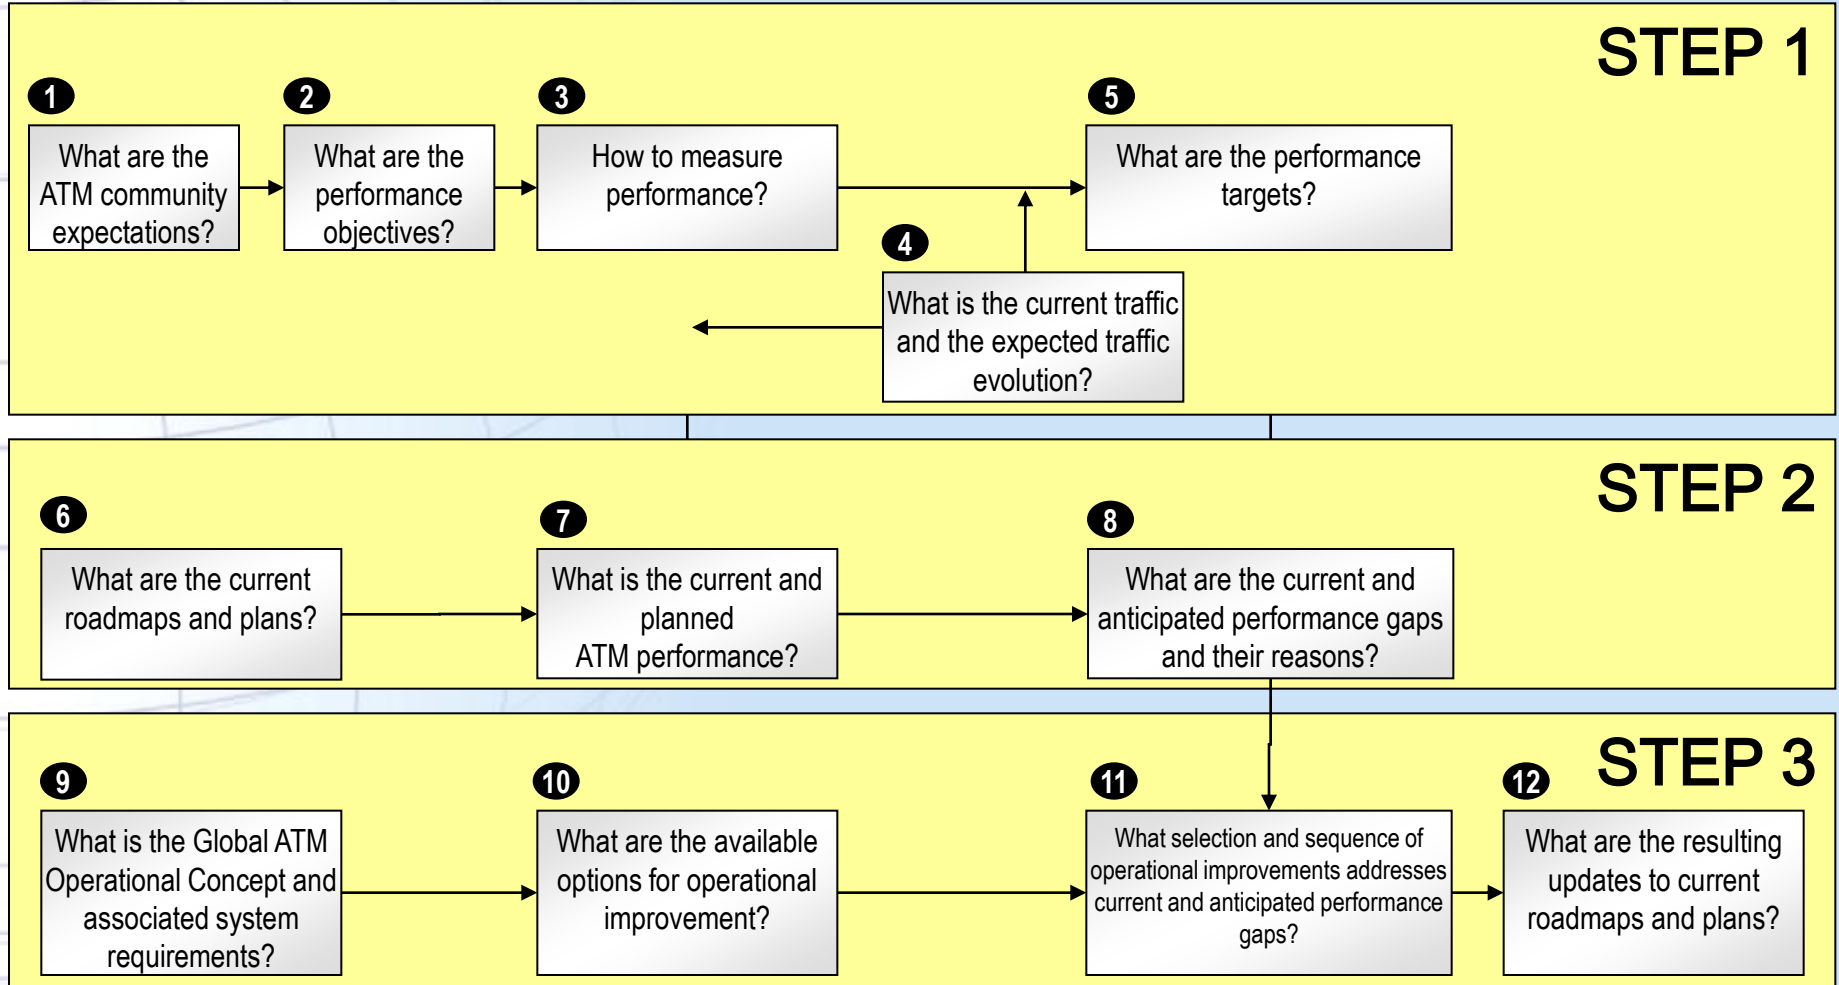 STEP 1
1
What are the
ATM community
expectations?
2
What are the
performance
objectives?
3
How to measure
performance?
5
What are the performance
targets?
4
What is the current traffic
and the expected traffic
evolution?
STEP 2
6
What are the current
roadmaps and plans?
7
What is the current and
planned
ATM performance?
8
What are the current and
anticipated performance gaps
and their reasons?
STEP 3
9
What is the Global ATM
Operational Concept and
associated system
requirements?
10
What are the available
options for operational
improvement?
11
What selection and sequence of
operational improvements addresses
current and anticipated performance
gaps?
12
What are the resulting
updates to current
roadmaps and plans?